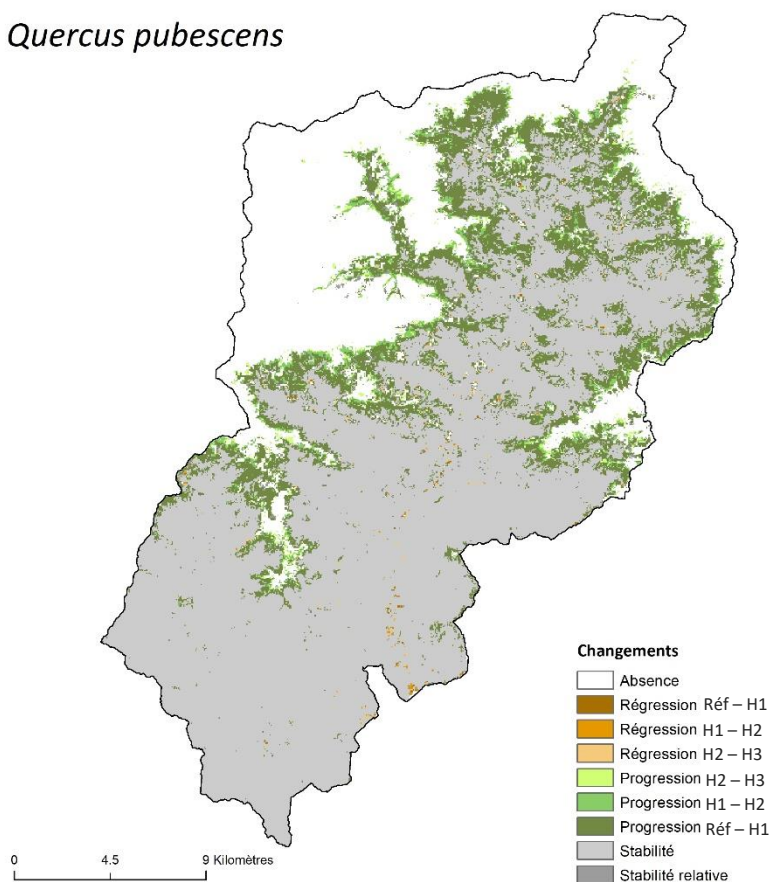 Quercus pubescens
Changements
Absence
Régression Réf – H1
Régression H1 – H2
Régression H2 – H3
Progression H2 – H3
Progression H1 – H2
Progression Réf – H1
Stabilité
Stabilité relative
0 4.5 9 Kilomètres